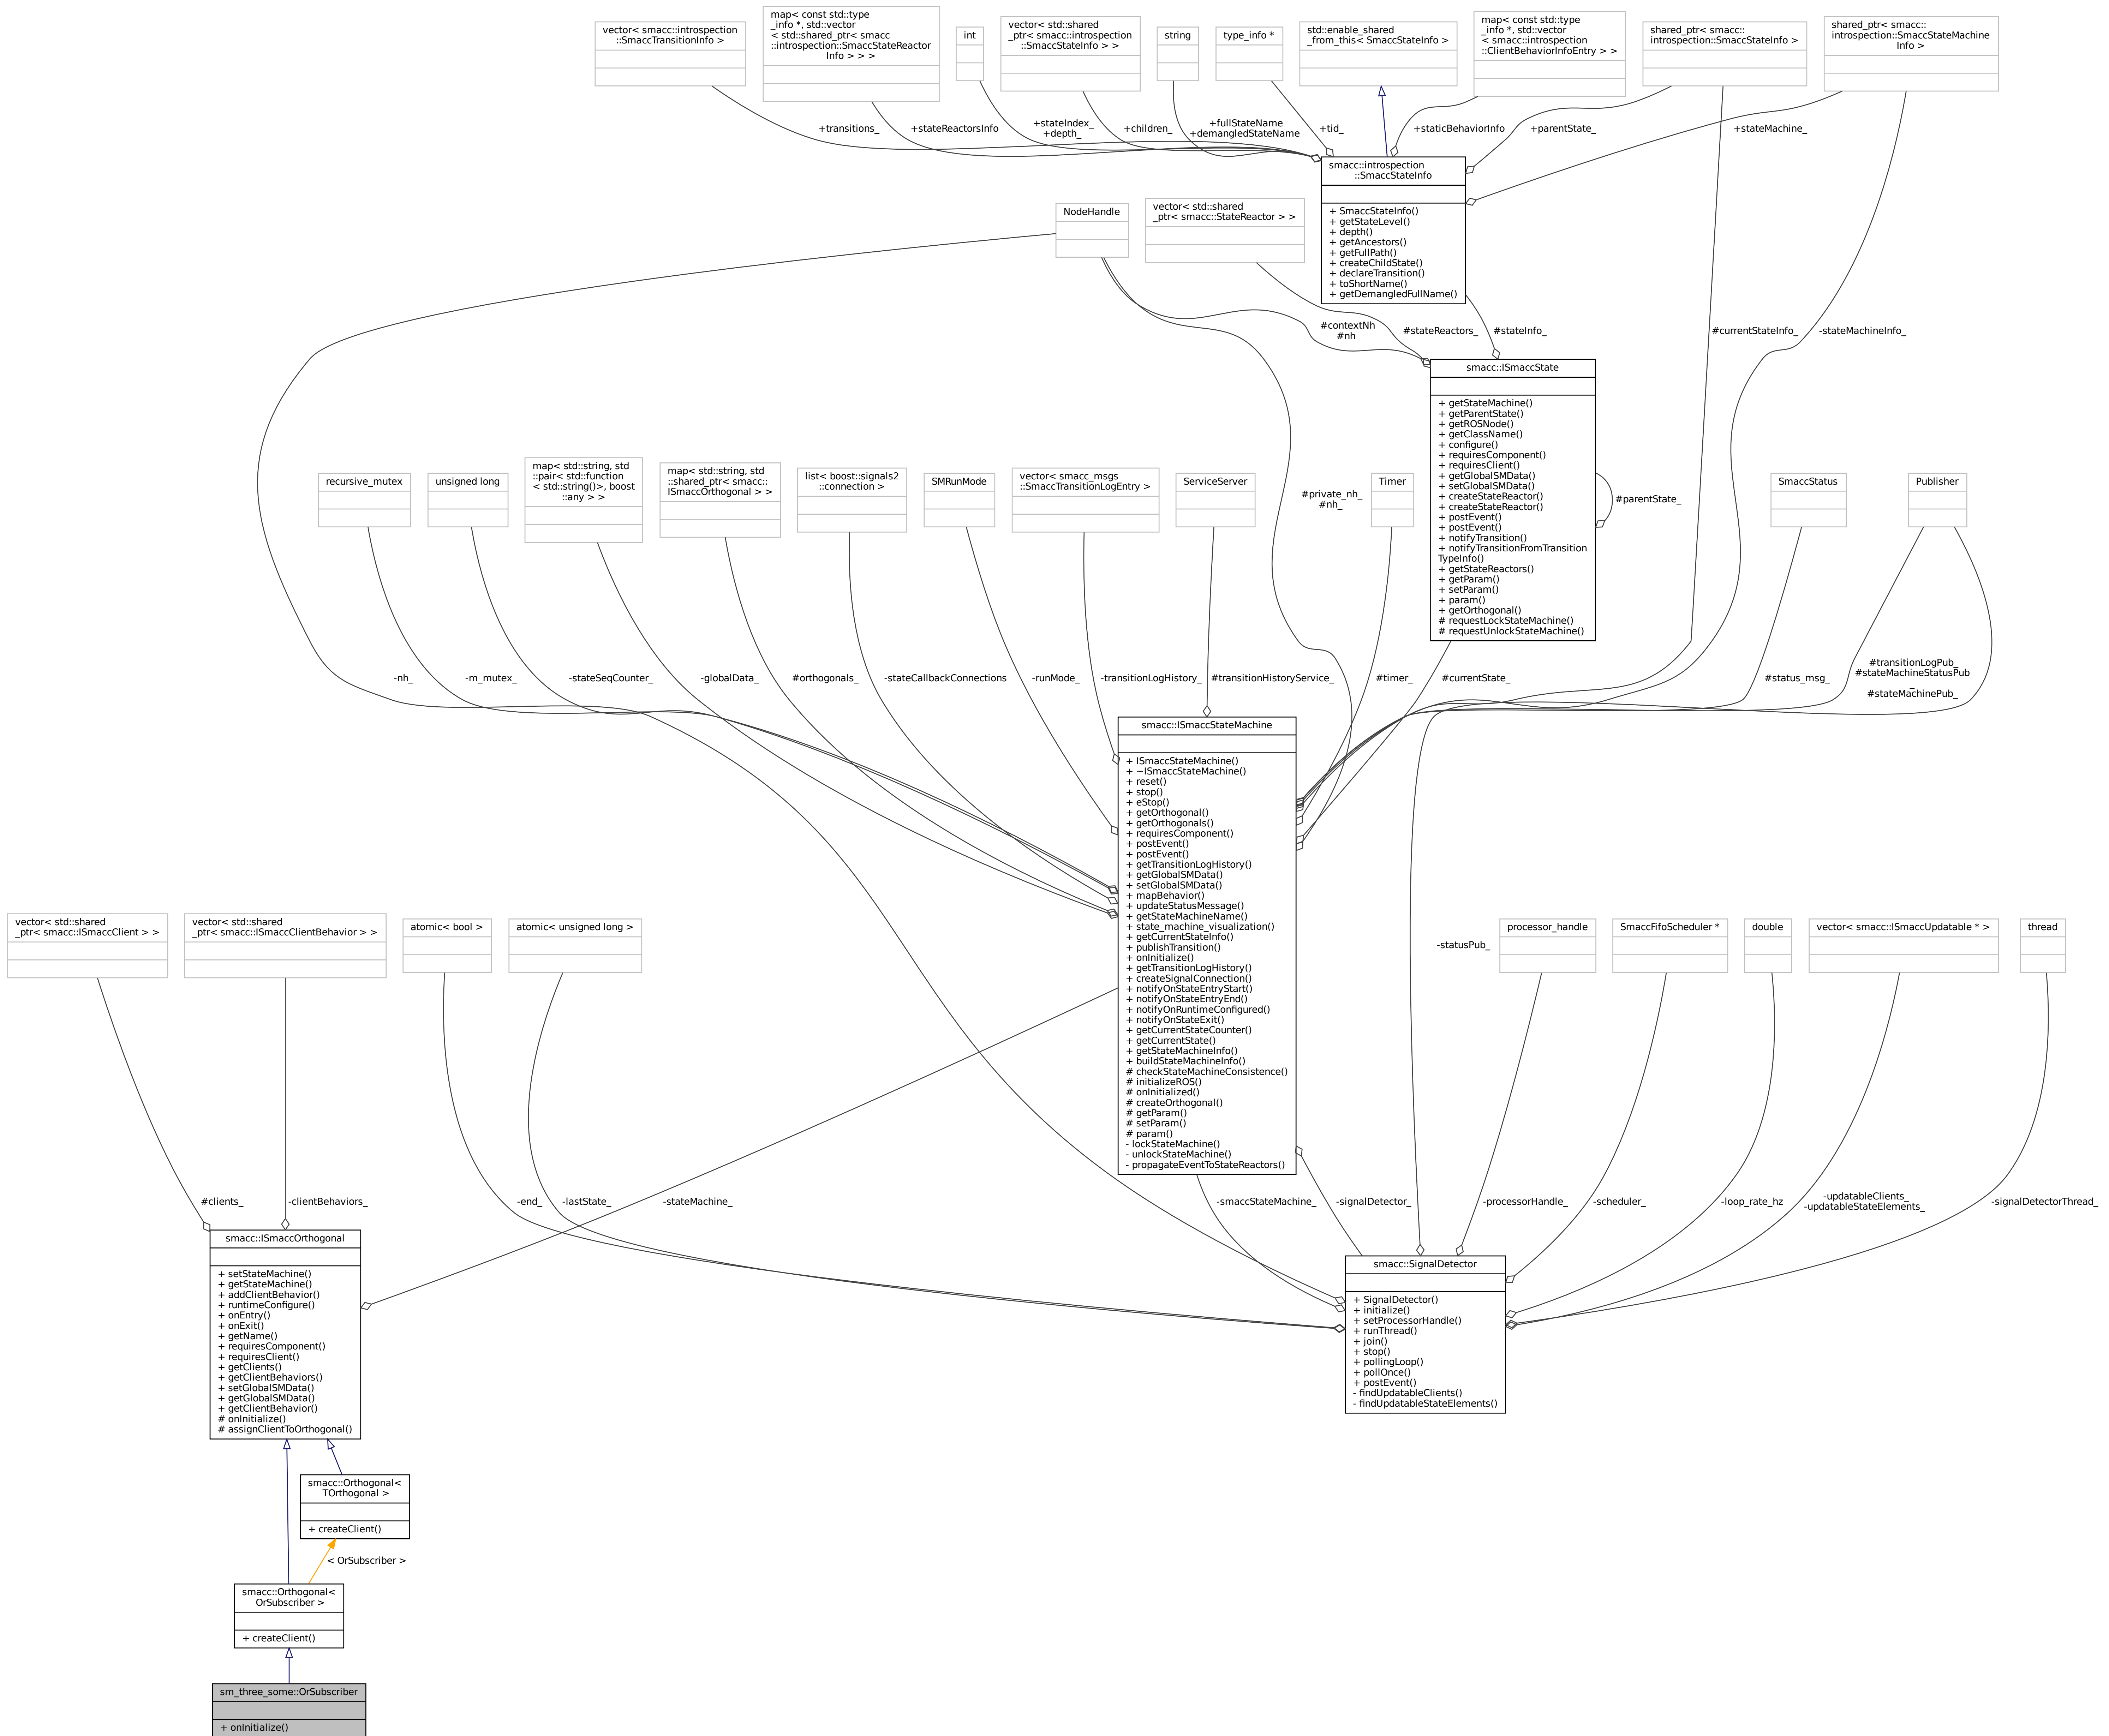 vector< smacc::introspection
::SmaccTransitionInfo >
map< const std::type
_info *, std::vector
< std::shared_ptr< smacc
::introspection::SmaccStateReactor
Info > > >
int
vector< std::shared
_ptr< smacc::introspection
::SmaccStateInfo > >
string
type_info *
std::enable_shared
_from_this< SmaccStateInfo >
map< const std::type
_info *, std::vector
< smacc::introspection
::ClientBehaviorInfoEntry > >
shared_ptr< smacc::
introspection::SmaccStateInfo >
shared_ptr< smacc::
introspection::SmaccStateMachine
Info >
+transitions_
+stateReactorsInfo
+stateIndex_
+depth_
+children_
+fullStateName
+demangledStateName
+tid_
+staticBehaviorInfo
+parentState_
+stateMachine_
smacc::introspection
::SmaccStateInfo
+ SmaccStateInfo()
+ getStateLevel()
+ depth()
+ getAncestors()
+ getFullPath()
+ createChildState()
+ declareTransition()
+ toShortName()
+ getDemangledFullName()
NodeHandle
vector< std::shared
_ptr< smacc::StateReactor > >
#contextNh
#nh
#stateReactors_
#stateInfo_
#currentStateInfo_
-stateMachineInfo_
smacc::ISmaccState
+ getStateMachine()
+ getParentState()
+ getROSNode()
+ getClassName()
+ configure()
+ requiresComponent()
+ requiresClient()
+ getGlobalSMData()
+ setGlobalSMData()
+ createStateReactor()
+ createStateReactor()
+ postEvent()
+ postEvent()
+ notifyTransition()
+ notifyTransitionFromTransition
TypeInfo()
+ getStateReactors()
+ getParam()
+ setParam()
+ param()
+ getOrthogonal()
# requestLockStateMachine()
# requestUnlockStateMachine()
#parentState_
recursive_mutex
unsigned long
map< std::string, std
::pair< std::function
< std::string()>, boost
::any > >
map< std::string, std
::shared_ptr< smacc::
ISmaccOrthogonal > >
list< boost::signals2
::connection >
SMRunMode
vector< smacc_msgs
::SmaccTransitionLogEntry >
ServiceServer
#private_nh_
#nh_
Timer
SmaccStatus
Publisher
-nh_
-m_mutex_
-stateSeqCounter_
-globalData_
#orthogonals_
-stateCallbackConnections
-runMode_
-transitionLogHistory_
#transitionHistoryService_
#timer_
#currentState_
#status_msg_
#transitionLogPub_
#stateMachineStatusPub
_
#stateMachinePub_
smacc::ISmaccStateMachine
+ ISmaccStateMachine()
+ ~ISmaccStateMachine()
+ reset()
+ stop()
+ eStop()
+ getOrthogonal()
+ getOrthogonals()
+ requiresComponent()
+ postEvent()
+ postEvent()
+ getTransitionLogHistory()
+ getGlobalSMData()
+ setGlobalSMData()
+ mapBehavior()
+ updateStatusMessage()
+ getStateMachineName()
+ state_machine_visualization()
+ getCurrentStateInfo()
+ publishTransition()
+ onInitialize()
+ getTransitionLogHistory()
+ createSignalConnection()
+ notifyOnStateEntryStart()
+ notifyOnStateEntryEnd()
+ notifyOnRuntimeConfigured()
+ notifyOnStateExit()
+ getCurrentStateCounter()
+ getCurrentState()
+ getStateMachineInfo()
+ buildStateMachineInfo()
# checkStateMachineConsistence()
# initializeROS()
# onInitialized()
# createOrthogonal()
# getParam()
# setParam()
# param()
- lockStateMachine()
- unlockStateMachine()
- propagateEventToStateReactors()
vector< std::shared
_ptr< smacc::ISmaccClient > >
vector< std::shared
_ptr< smacc::ISmaccClientBehavior > >
atomic< bool >
atomic< unsigned long >
-statusPub_
processor_handle
SmaccFifoScheduler *
double
vector< smacc::ISmaccUpdatable * >
thread
#clients_
-clientBehaviors_
-end_
-lastState_
-stateMachine_
-smaccStateMachine_
-signalDetector_
-processorHandle_
-scheduler_
-loop_rate_hz
-updatableClients_
-updatableStateElements_
-signalDetectorThread_
smacc::ISmaccOrthogonal
+ setStateMachine()
+ getStateMachine()
+ addClientBehavior()
+ runtimeConfigure()
+ onEntry()
+ onExit()
+ getName()
+ requiresComponent()
+ requiresClient()
+ getClients()
+ getClientBehaviors()
+ setGlobalSMData()
+ getGlobalSMData()
+ getClientBehavior()
# onInitialize()
# assignClientToOrthogonal()
smacc::SignalDetector
+ SignalDetector()
+ initialize()
+ setProcessorHandle()
+ runThread()
+ join()
+ stop()
+ pollingLoop()
+ pollOnce()
+ postEvent()
- findUpdatableClients()
- findUpdatableStateElements()
smacc::Orthogonal<
TOrthogonal >
+ createClient()
< OrSubscriber >
smacc::Orthogonal<
OrSubscriber >
+ createClient()
sm_three_some::OrSubscriber
+ onInitialize()